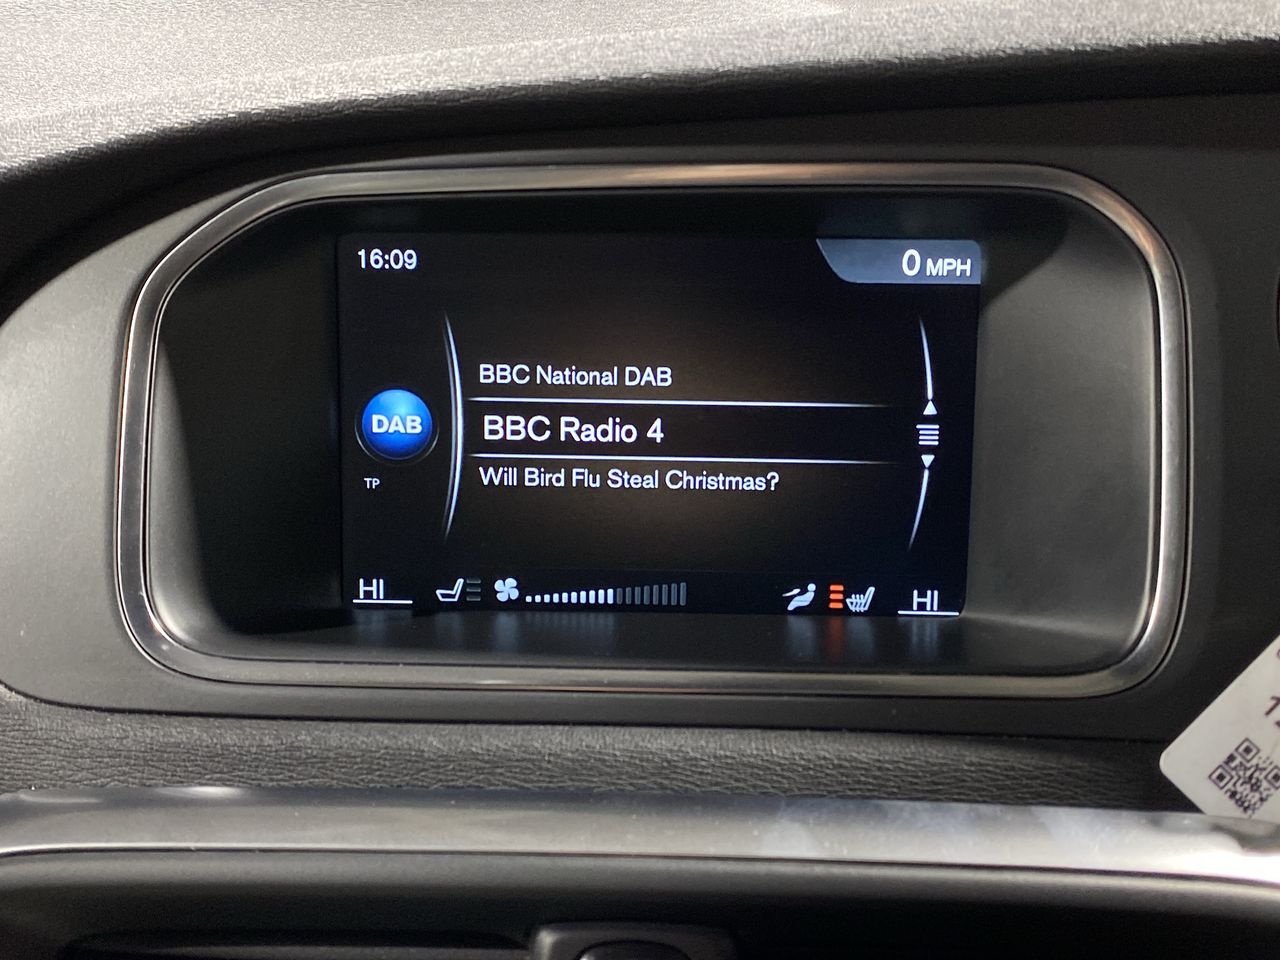 16:09
0 MPH
BBC National DAB
DAB
BBC Radio 4
TP
Will Bird Flu Steal Christmas?
HI
HI